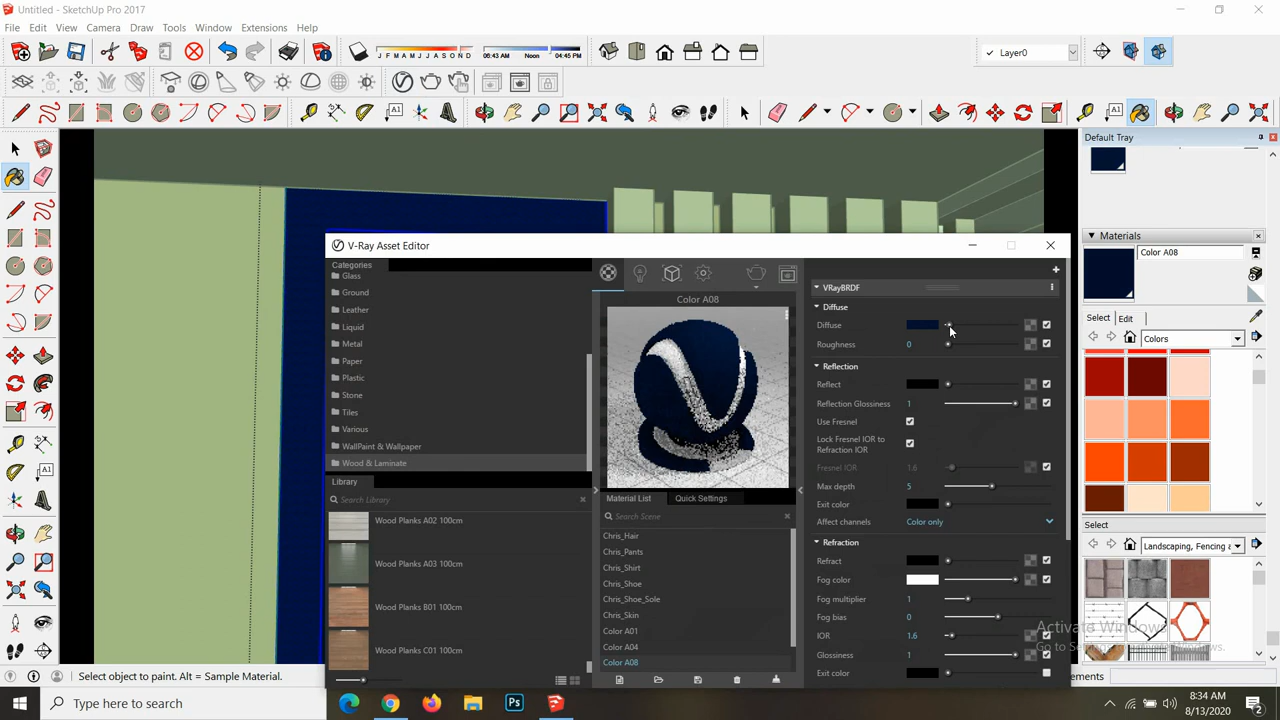 Untitled - SketchUp Pro 2017
File Edit View Camera Draw Tools Window Extensions Help
J F M A M J J A S O N D
06:43 AM Noon 04:45 PM
Layer0
A1
A1
Default Tray
V-Ray Asset Editor
Materials
Color A08
Categories
Glass
Ground
Leather
Liquid
Metal
Paper
Plastic
Stone
Tiles
Various
WallPaint & Wallpaper
Wood & Laminate
Library
Search Library
Wood Planks A02 100cm
Wood Planks A03 100cm
Wood Planks B01 100cm
Wood Planks C01 100cm
Color A08
Material List
Quick Settings
Search Scene
Chris_Hair
Chris_Pants
Chris_Shirt
Chris_Shoe
Chris_Shoe_Sole
Chris_Skin
Color A01
Color A04
Color A08
VRayBRDF
Diffuse
Diffuse
Roughness 0
Reflection
Reflect
Reflection Glossiness 1
Use Fresnel
Lock Fresnel IOR to
Refraction IOR
Fresnel IOR 1.6
Max depth 5
Exit color
Affect channels Color only
Refraction
Refract
Fog color
Fog multiplier 1
Fog bias 0
IOR 1.6
Glossiness 1
Exit color
Select Edit
Colors
Select
Landscaping, Fencing a
Activate Windows
Go to Settings
Select object to paint. Alt = Sample Material.
Type here to search
Ps
8:34 AM
8/13/2020
2